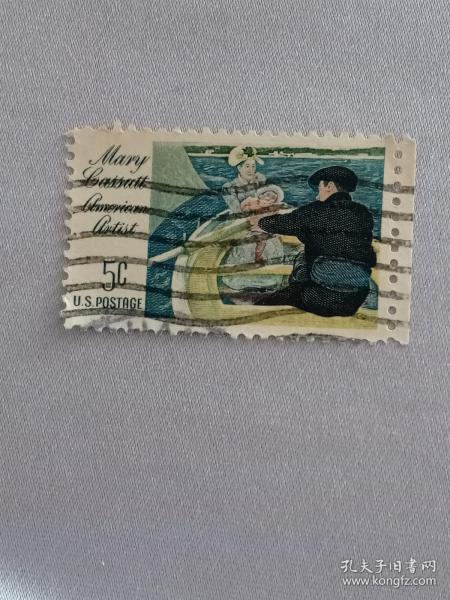 Mary
Cassatt
American
Artist
5c
U.S. POSTAGE
孔夫子旧书网
www.kongfz.com